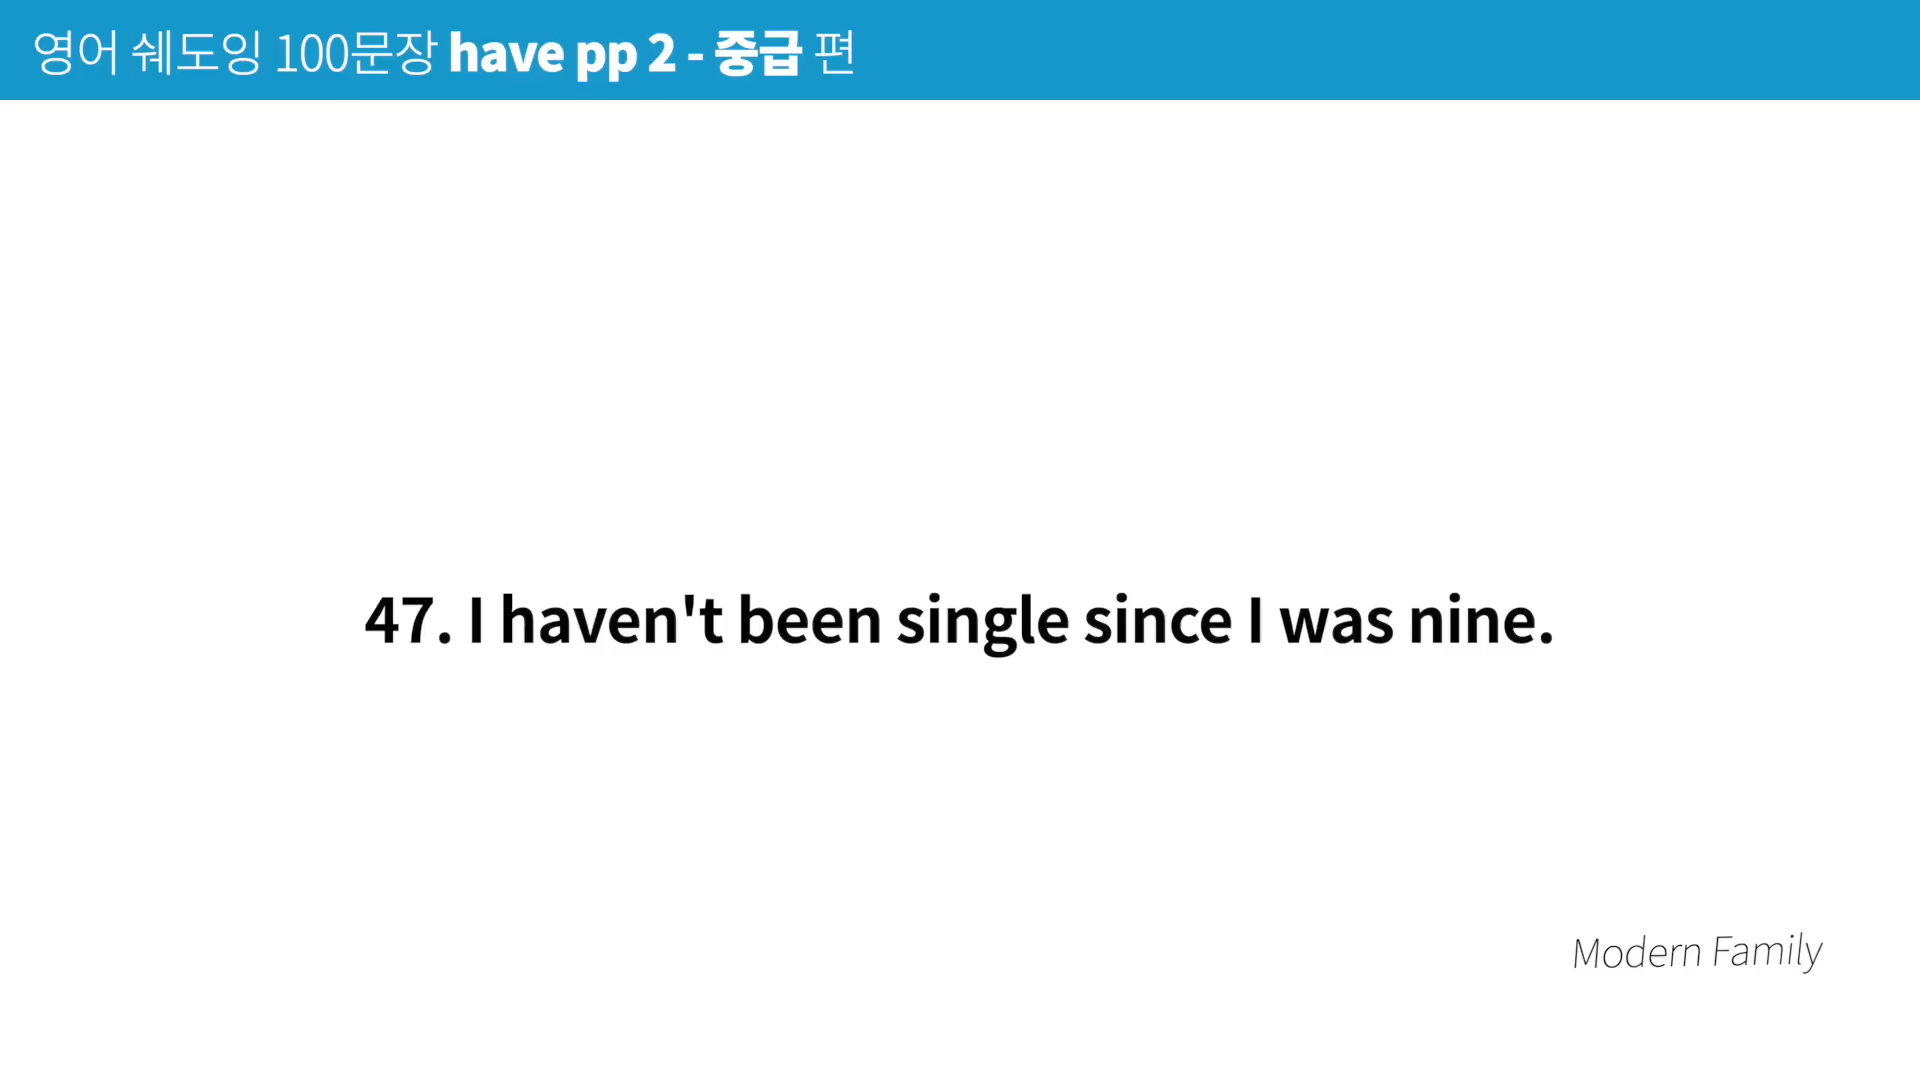 영어 쉐도잉 100문장 have pp 2 - 중급 편
47. I haven't been single since I was nine.
Modern Family